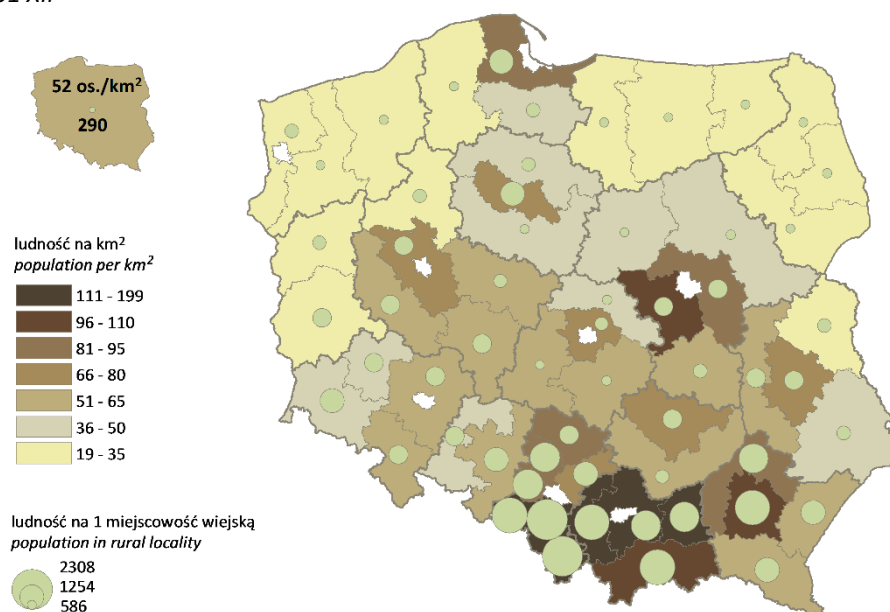 52 os./km²
290
ludność na km²
population per km²
111 - 199
96 - 110
81 - 95
66 - 80
51 - 65
36 - 50
19 - 35
ludność na 1 miejscowość wiejską
population in rural locality
2308
1254
586